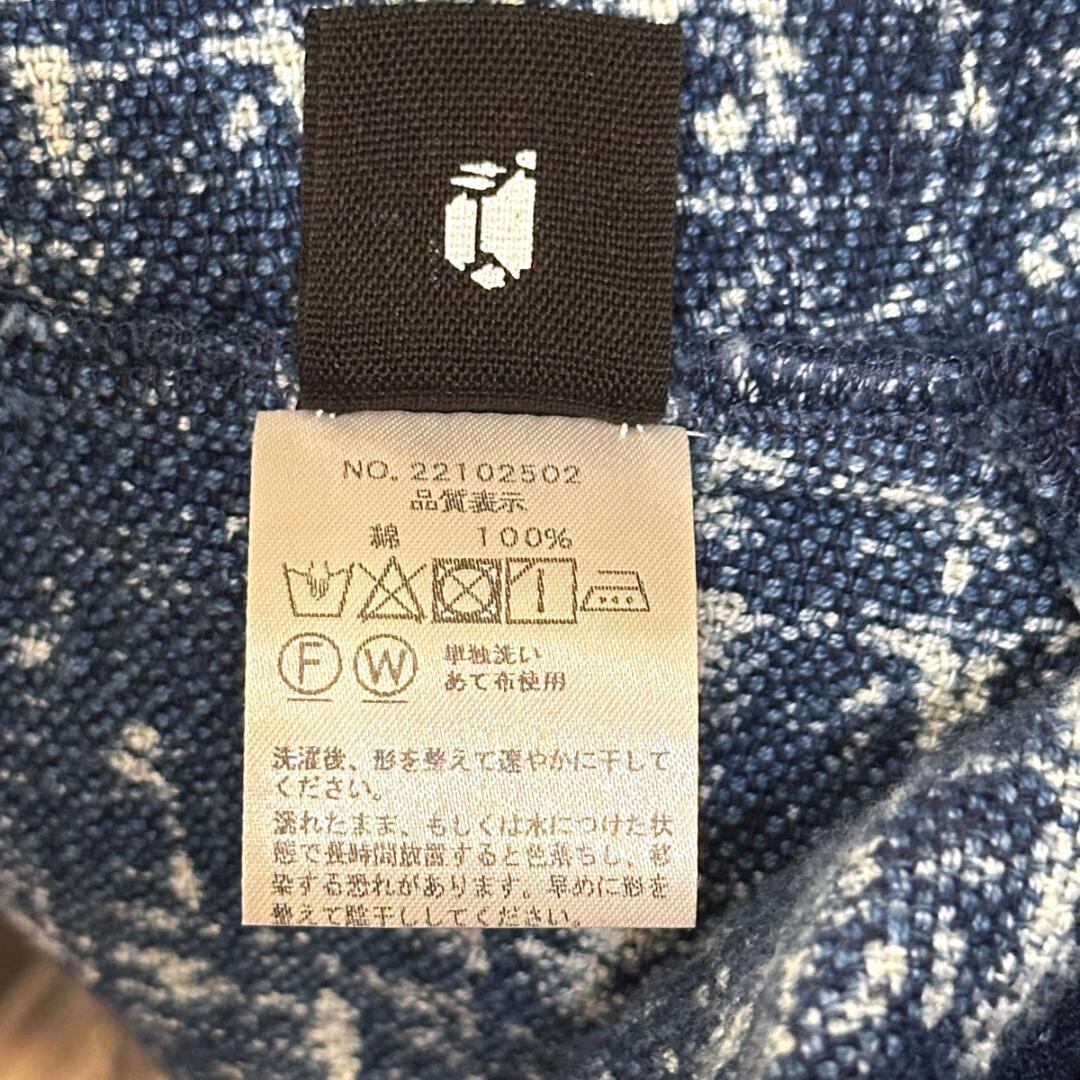 NO. 22102502
品質表示
綿 100%
F W 単独洗い
あて布使用
洗濯後、形を整えて速やかに干して
ください。
濡れたまま、もしくは水につけた状
態で長時間放置すると色落ちし、移
染する恐れがあります。早めに形を
整えて陰干ししてください。